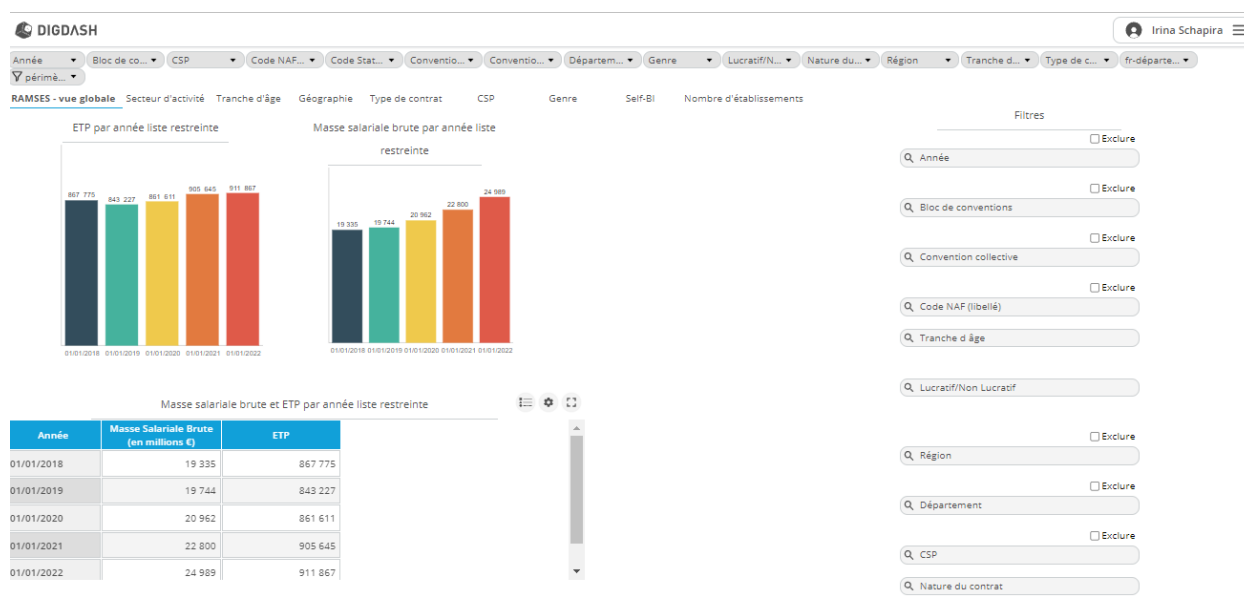 DIGDASH
Irina Schapira
Année
Bloc de co...
CSP
Code NAF...
Code Stat...
Conventio...
Conventio...
Départem...
Genre
Lucratif/N...
Nature du...
Région
Tranche d...
Type de c...
fr-départe...
périmè...
RAMSES - vue globale
Secteur d'activité
Tranche d'âge
Géographie
Type de contrat
CSP
Genre
Self-BI
Nombre d'établissements
ETP par année liste restreinte
867 775
843 227
861 611
905 645
911 867
01/01/2018
01/01/2019
01/01/2020
01/01/2021
01/01/2022
Masse salariale brute par année liste
restreinte
19 335
19 744
20 962
22 800
24 989
01/01/2018
01/01/2019
01/01/2020
01/01/2021
01/01/2022
Masse salariale brute et ETP par année liste restreinte
Année
Masse Salariale Brute
(en millions €)
ETP
01/01/2018 19 335 867 775
01/01/2019 19 744 843 227
01/01/2020 20 962 861 611
01/01/2021 22 800 905 645
01/01/2022 24 989 911 867
Filtres
Exclure
Année
Exclure
Bloc de conventions
Exclure
Convention collective
Exclure
Code NAF (libellé)
Tranche d âge
Lucratif/Non Lucratif
Exclure
Région
Exclure
Département
Exclure
CSP
Nature du contrat